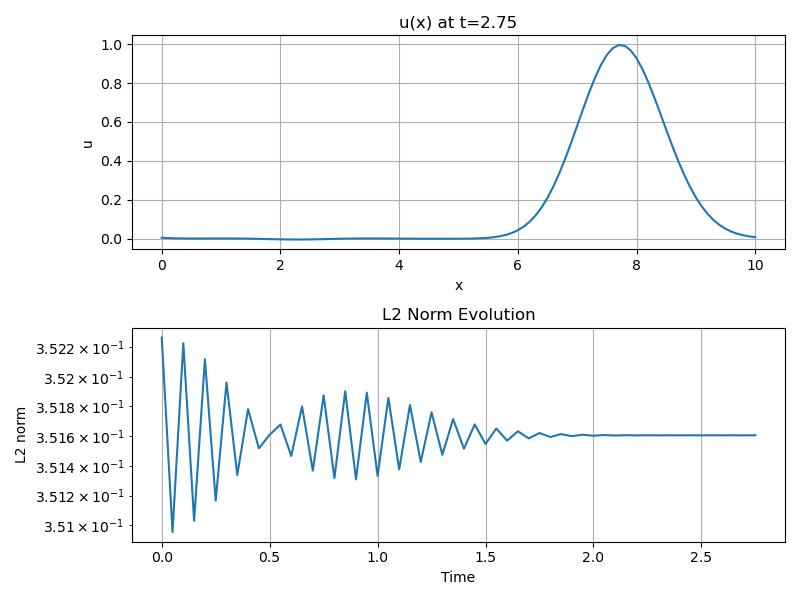 u(x) at t=2.75
1.0
0.8
0.6
0.4
0.2
0.0
u
0 2 4 6 8 10
x
L2 Norm Evolution
3.522 × 10⁻¹
3.52 × 10⁻¹
3.518 × 10⁻¹
3.516 × 10⁻¹
3.514 × 10⁻¹
3.512 × 10⁻¹
3.51 × 10⁻¹
L2 norm
0.0 0.5 1.0 1.5 2.0 2.5
Time